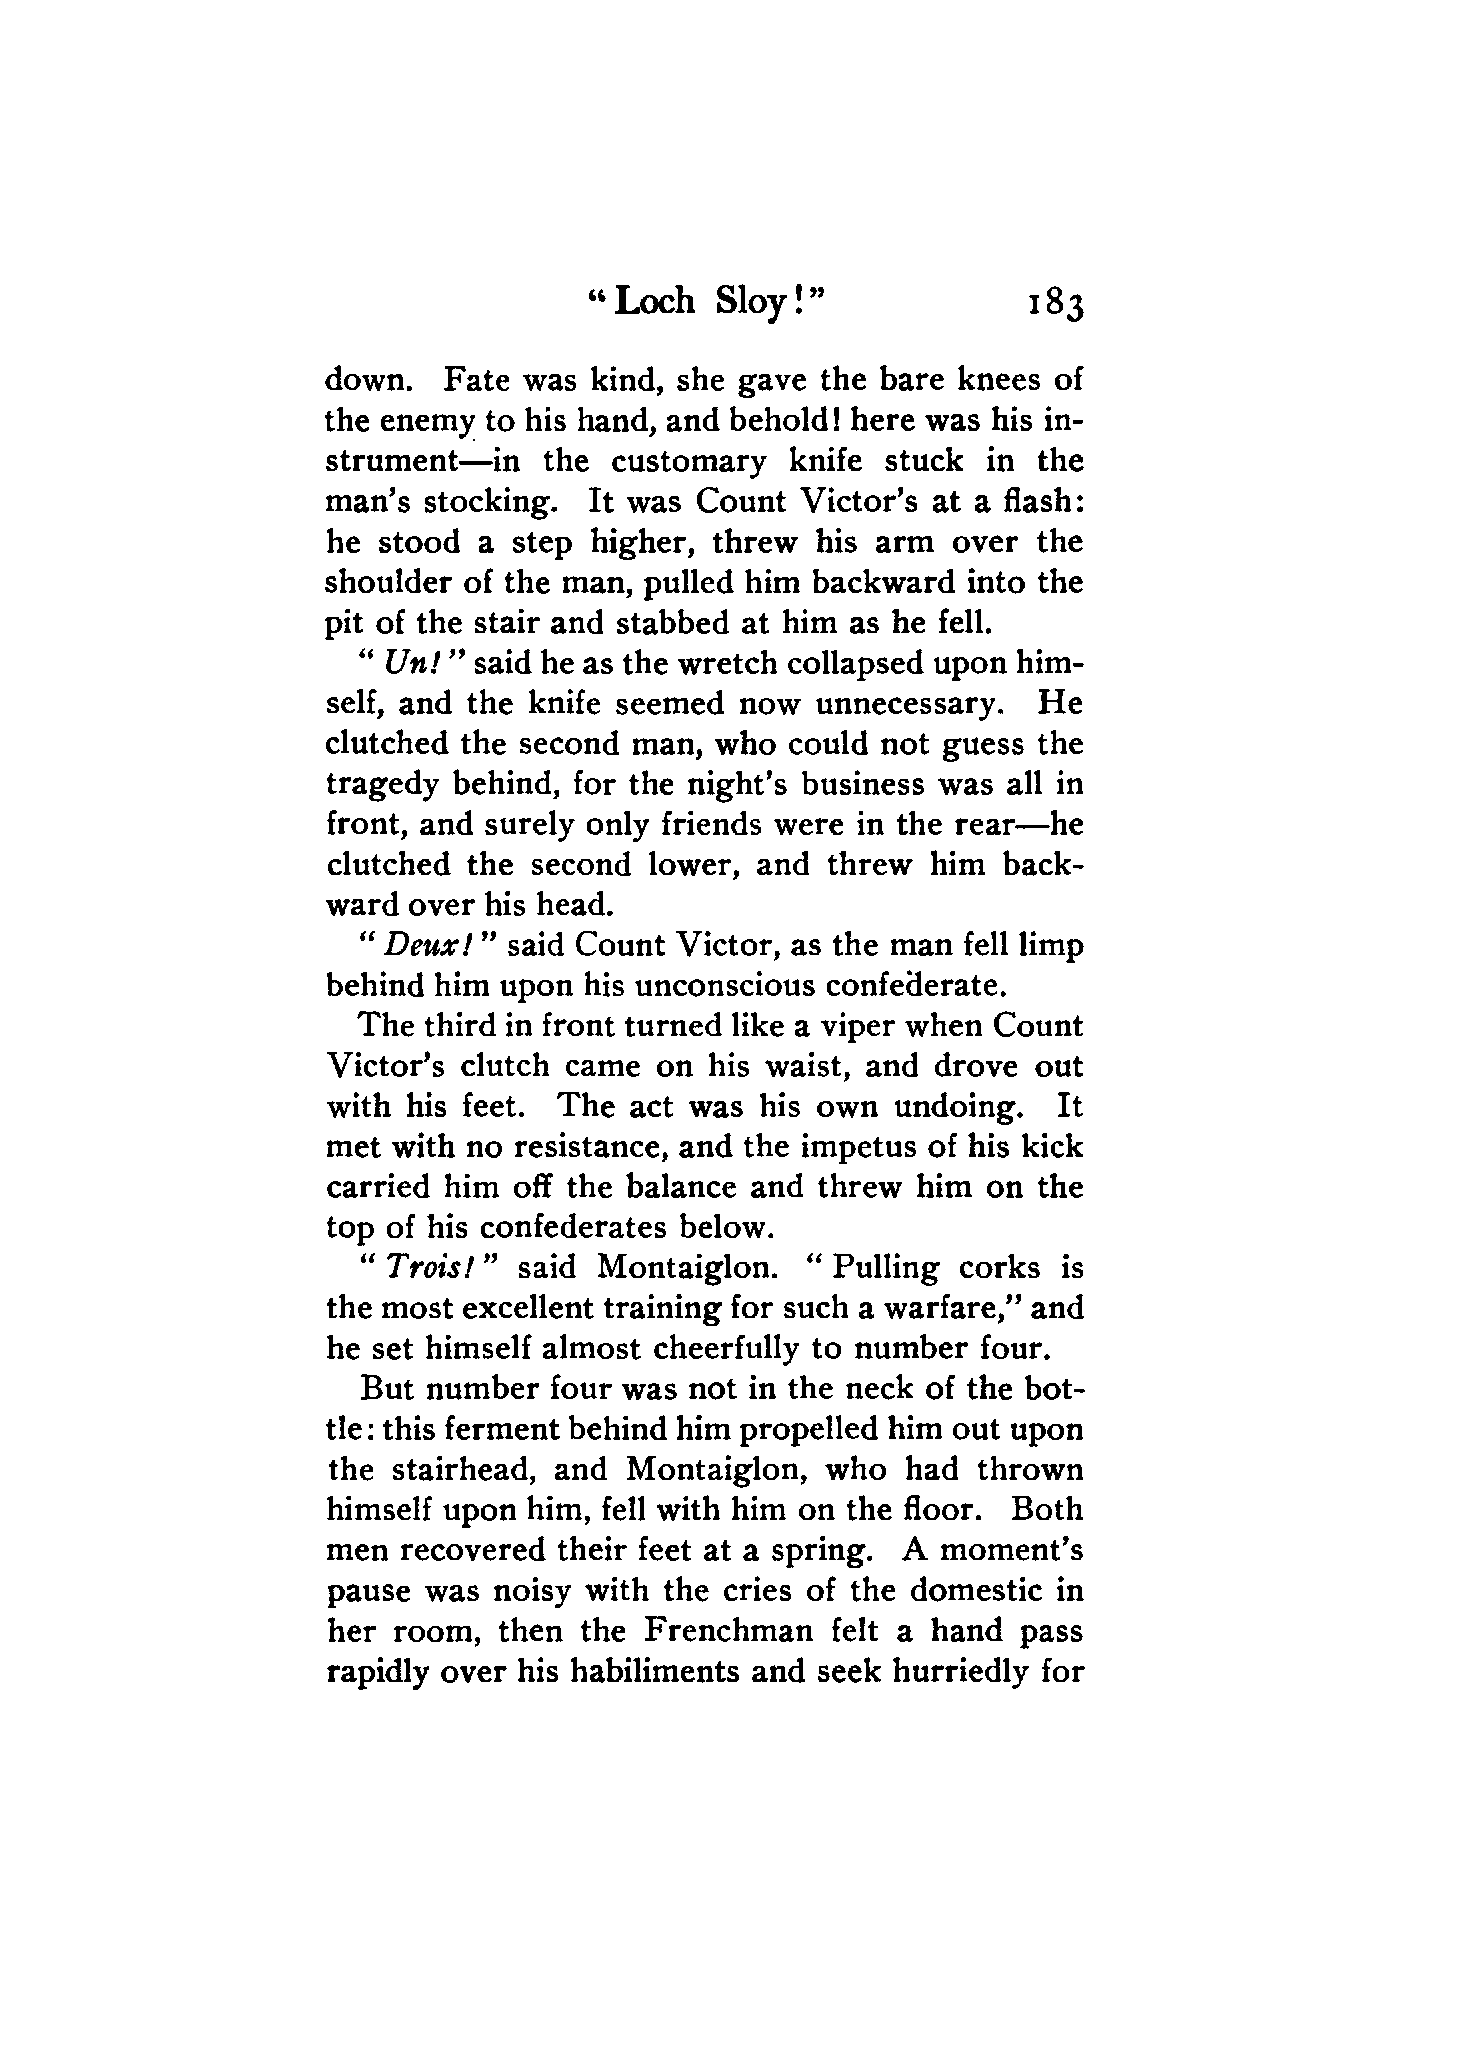 "Loch Sloy!" 183
down. Fate was kind, she gave the bare knees of
the enemy to his hand, and behold! here was his in-
strument—in the customary knife stuck in the
man's stocking. It was Count Victor's at a flash:
he stood a step higher, threw his arm over the
shoulder of the man, pulled him backward into the
pit of the stair and stabbed at him as he fell.
"Un!" said he as the wretch collapsed upon him-
self, and the knife seemed now unnecessary. He
clutched the second man, who could not guess the
tragedy behind, for the night's business was all in
front, and surely only friends were in the rear—he
clutched the second lower, and threw him back-
ward over his head.
"Deux!" said Count Victor, as the man fell limp
behind him upon his unconscious confederate.
The third in front turned like a viper when Count
Victor's clutch came on his waist, and drove out
with his feet. The act was his own undoing. It
met with no resistance, and the impetus of his kick
carried him off the balance and threw him on the
top of his confederates below.
"Trois!" said Montaiglon. "Pulling corks is
the most excellent training for such a warfare," and
he set himself almost cheerfully to number four.
But number four was not in the neck of the bot-
tle: this ferment behind him propelled him out upon
the stairhead, and Montaiglon, who had thrown
himself upon him, fell with him on the floor. Both
men recovered their feet at a spring. A moment's
pause was noisy with the cries of the domestic in
her room, then the Frenchman felt a hand pass
rapidly over his habiliments and seek hurriedly for